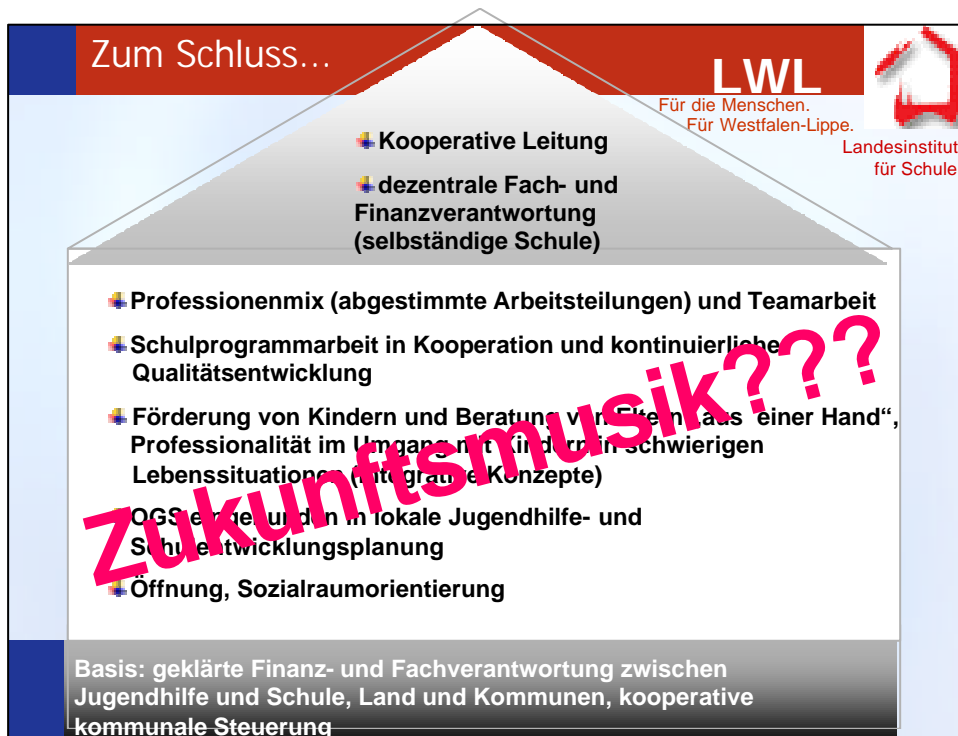 Zum Schluss...
LWL
Für die Menschen.
Für Westfalen-Lippe.
Landesinstitut
für Schule
Kooperative Leitung
dezentrale Fach- und
Finanzverantwortung
(selbständige Schule)
Professionenmix (abgestimmte Arbeitsteilungen) und Teamarbeit
Schulprogrammarbeit in Kooperation und kontinuierliche
Qualitätsentwicklung
Förderung von Kindern und Beratung von Eltern „aus einer Hand“,
Professionalität im Umgang mit Kindern in schwierigen
Lebenssituationen (integrative Konzepte)
OGS eingebunden in lokale Jugendhilfe- und
Schulentwicklungsplanung
Öffnung, Sozialraumorientierung
Zukunftsmusik???
Basis: geklärte Finanz- und Fachverantwortung zwischen
Jugendhilfe und Schule, Land und Kommunen, kooperative
kommunale Steuerung